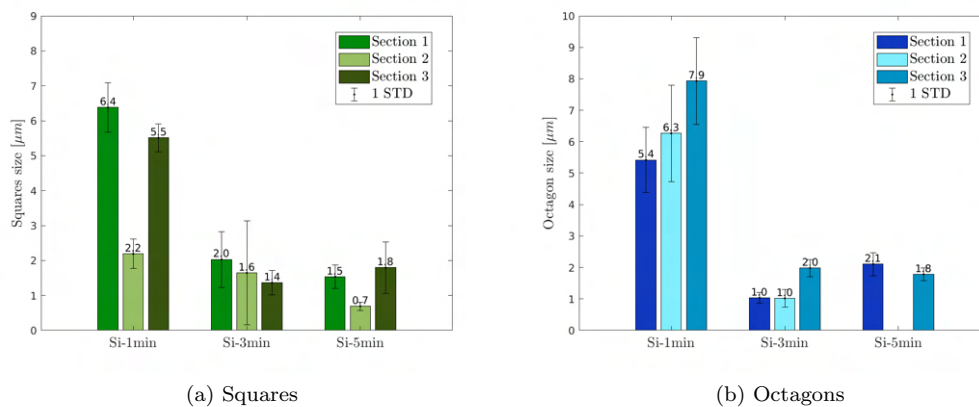 9
8
7
6
5
4
3
2
1
0
Squares size [μm]
Section 1
Section 2
Section 3
1 STD
6.4
2.2
5.5
2.0
1.6
1.4
1.5
0.7
1.8
Si-1min
Si-3min
Si-5min
(a) Squares
10
9
8
7
6
5
4
3
2
1
0
Octagon size [μm]
Section 1
Section 2
Section 3
1 STD
5.4
6.3
7.9
1.0
1.0
2.0
2.1
1.8
Si-1min
Si-3min
Si-5min
(b) Octagons